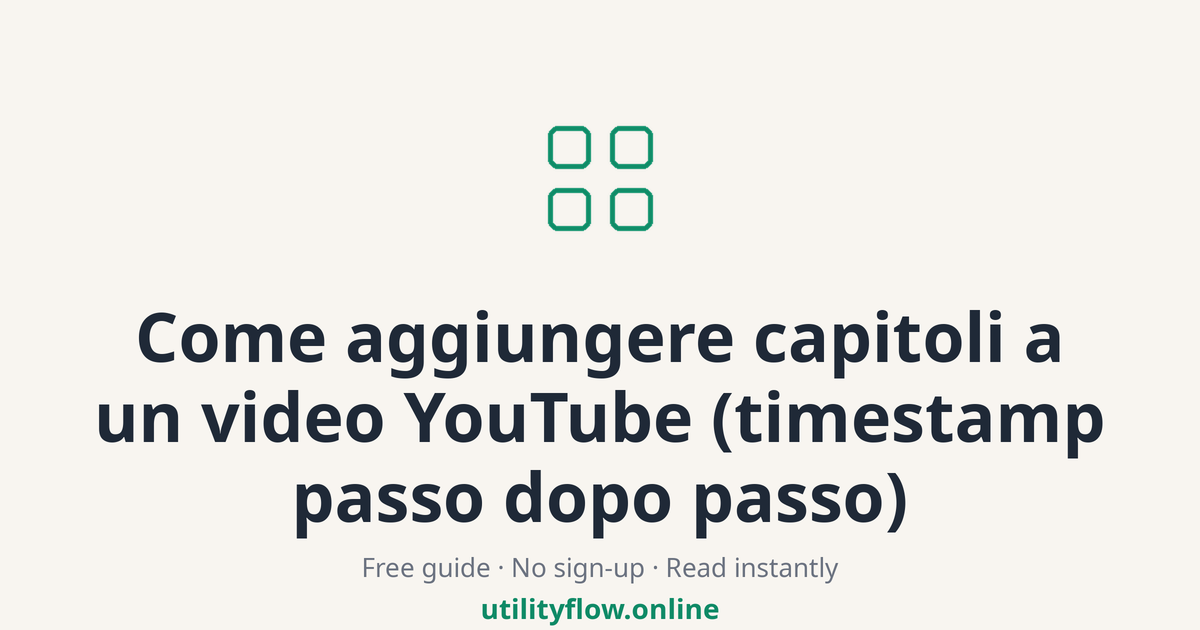 Come aggiungere capitoli a
un video YouTube (timestamp
passo dopo passo)
Free guide · No sign-up · Read instantly
utilityflow.online